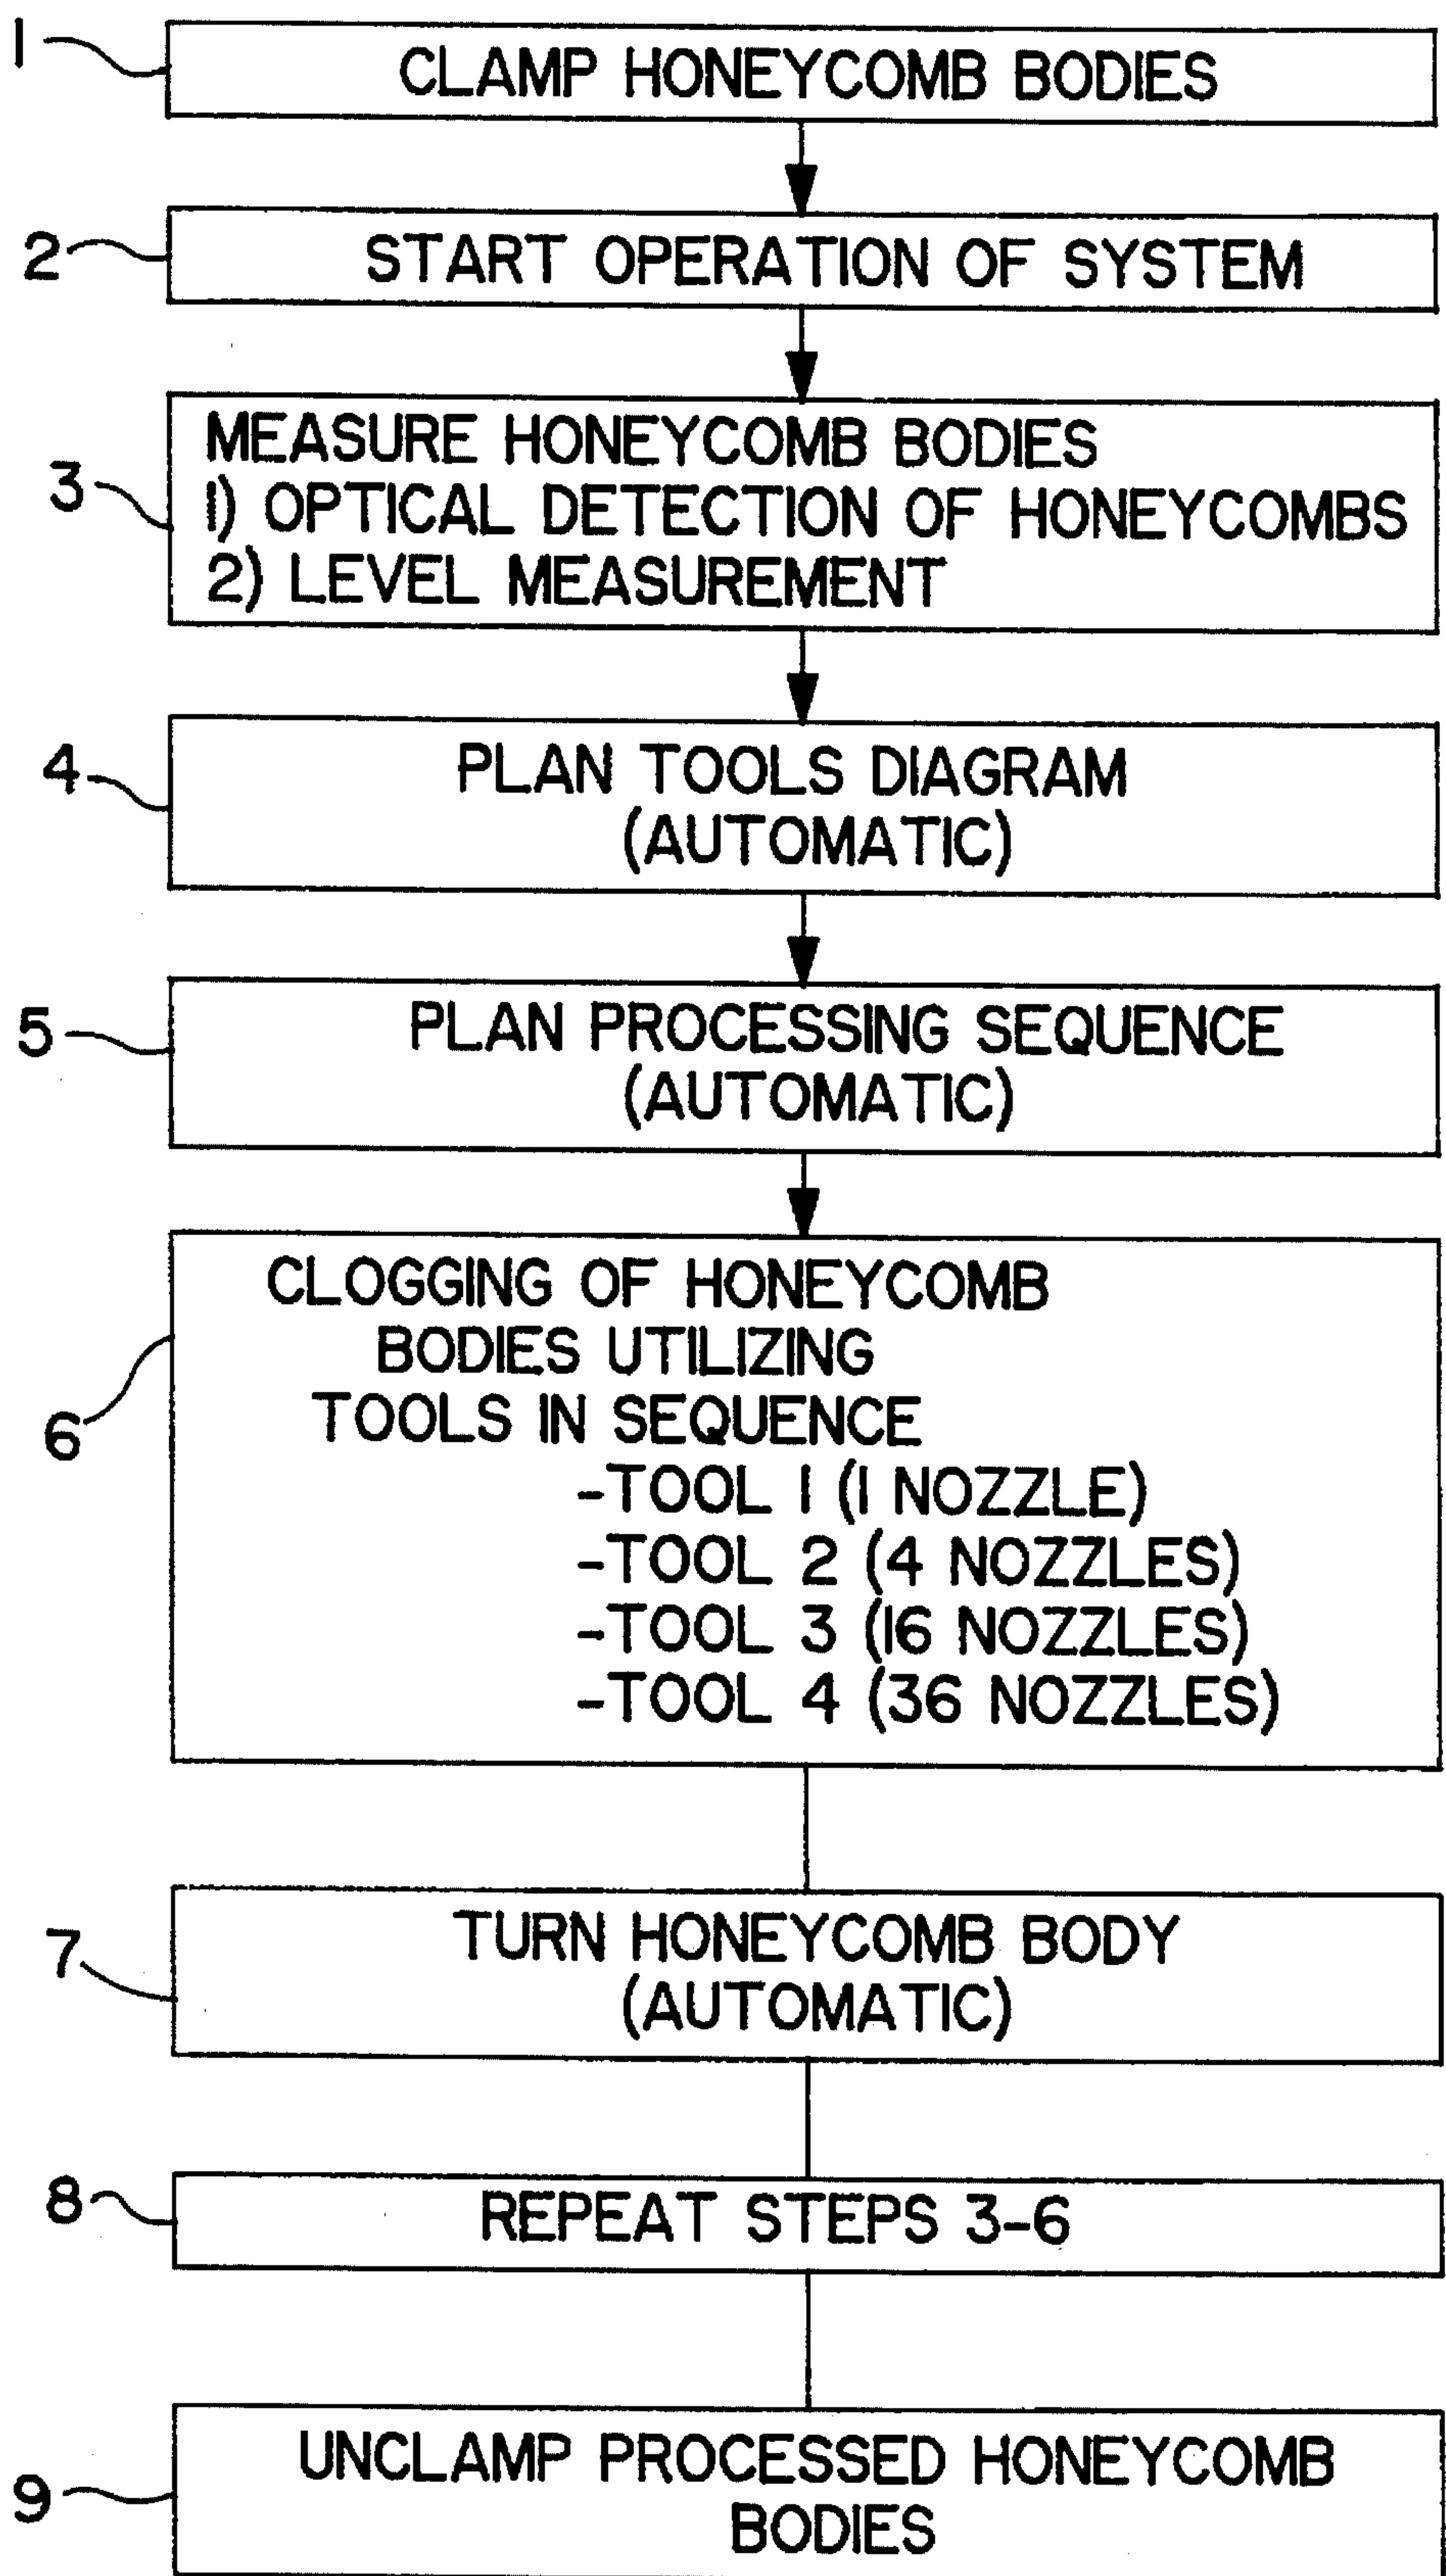 1
CLAMP HONEYCOMB BODIES
2
START OPERATION OF SYSTEM
3
MEASURE HONEYCOMB BODIES
1) OPTICAL DETECTION OF HONEYCOMBS
2) LEVEL MEASUREMENT
4
PLAN TOOLS DIAGRAM
(AUTOMATIC)
5
PLAN PROCESSING SEQUENCE
(AUTOMATIC)
6
CLOGGING OF HONEYCOMB
BODIES UTILIZING
TOOLS IN SEQUENCE
-TOOL 1 (1 NOZZLE)
-TOOL 2 (4 NOZZLES)
-TOOL 3 (16 NOZZLES)
-TOOL 4 (36 NOZZLES)
7
TURN HONEYCOMB BODY
(AUTOMATIC)
8
REPEAT STEPS 3-6
9
UNCLAMP PROCESSED HONEYCOMB
BODIES